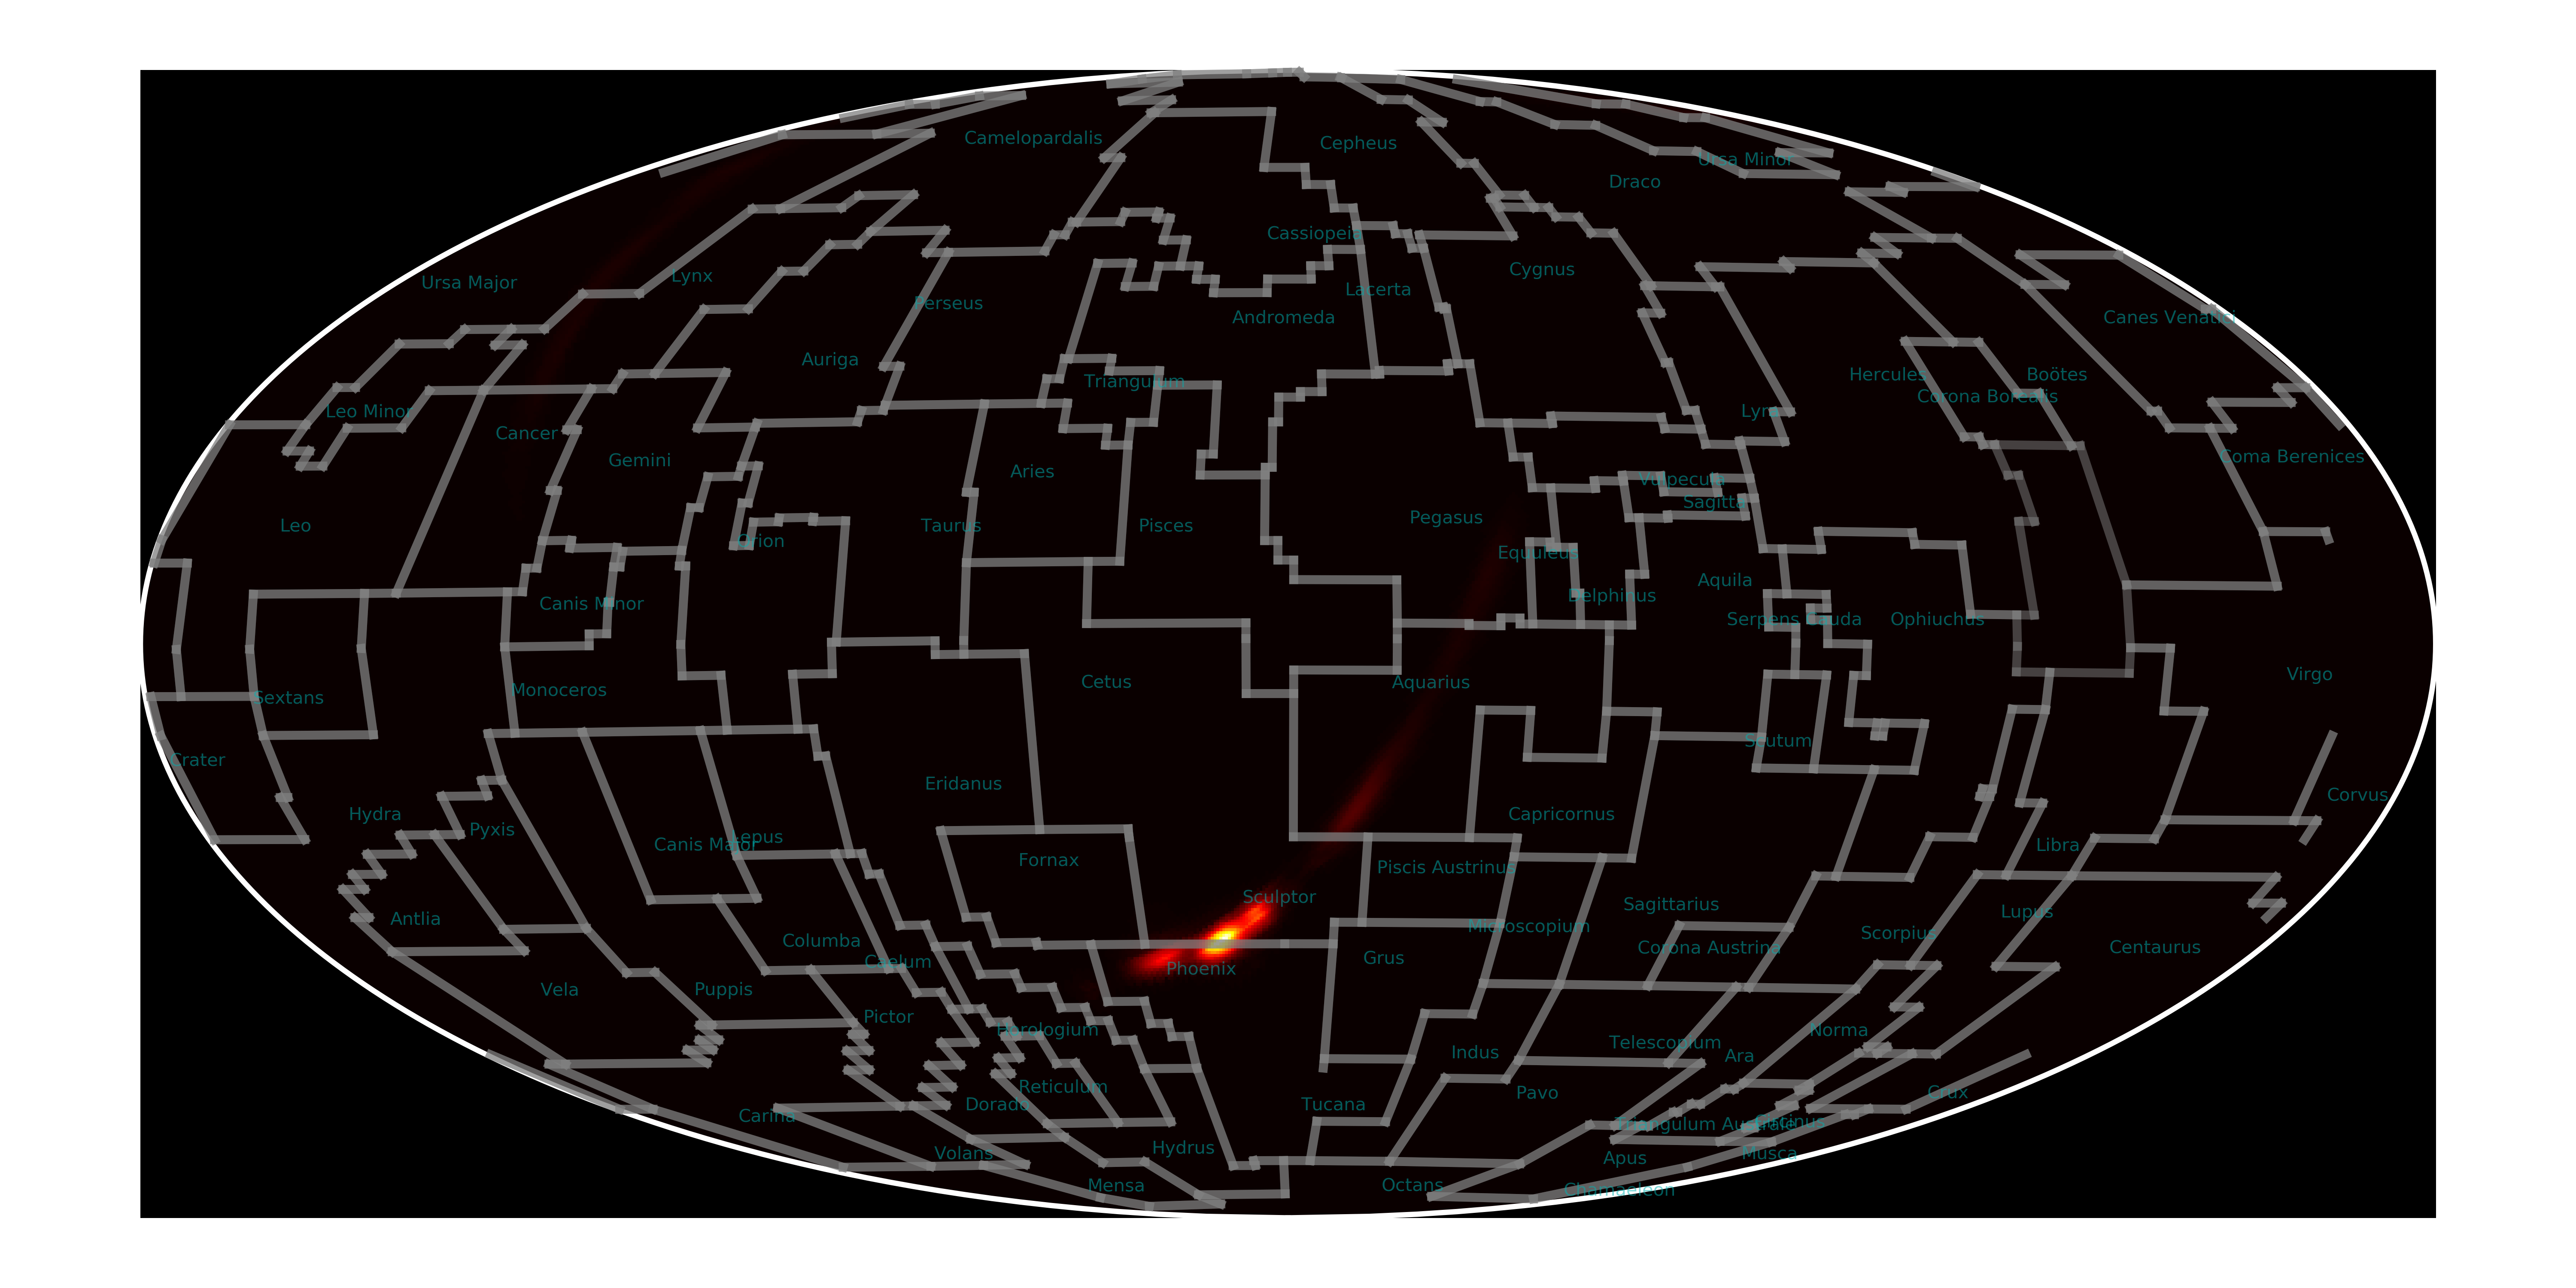 Camelopardalis
Cepheus
Ursa Minor
Draco
Cassiopeia
Ursa Major
Lynx
Cygnus
Perseus
Lacerta
Andromeda
Canes Venatici
Auriga
Triangulum
Hercules
Boötes
Corona Borealis
Leo Minor
Lyra
Cancer
Gemini
Coma Berenices
Aries
Vulpecula
Sagitta
Leo
Orion
Taurus
Pisces
Pegasus
Equuleus
Aquila
Canis Minor
Delphinus
Serpens Cauda
Ophiuchus
Virgo
Sextans
Monoceros
Cetus
Aquarius
Scutum
Crater
Eridanus
Corvus
Hydra
Capricornus
Pyxis
Canis Major
Lepus
Libra
Fornax
Piscis Austrinus
Sculptor
Sagittarius
Antlia
Lupus
Microscopium
Scorpius
Columba
Corona Austrina
Centaurus
Caelum
Grus
Phoenix
Vela
Puppis
Pictor
Horologium
Norma
Telescopium
Indus
Ara
Reticulum
Pavo
Crux
Dorado
Tucana
Carina
Triangulum Australe
Circinus
Hydrus
Volans
Musca
Apus
Mensa
Octans
Chamaeleon